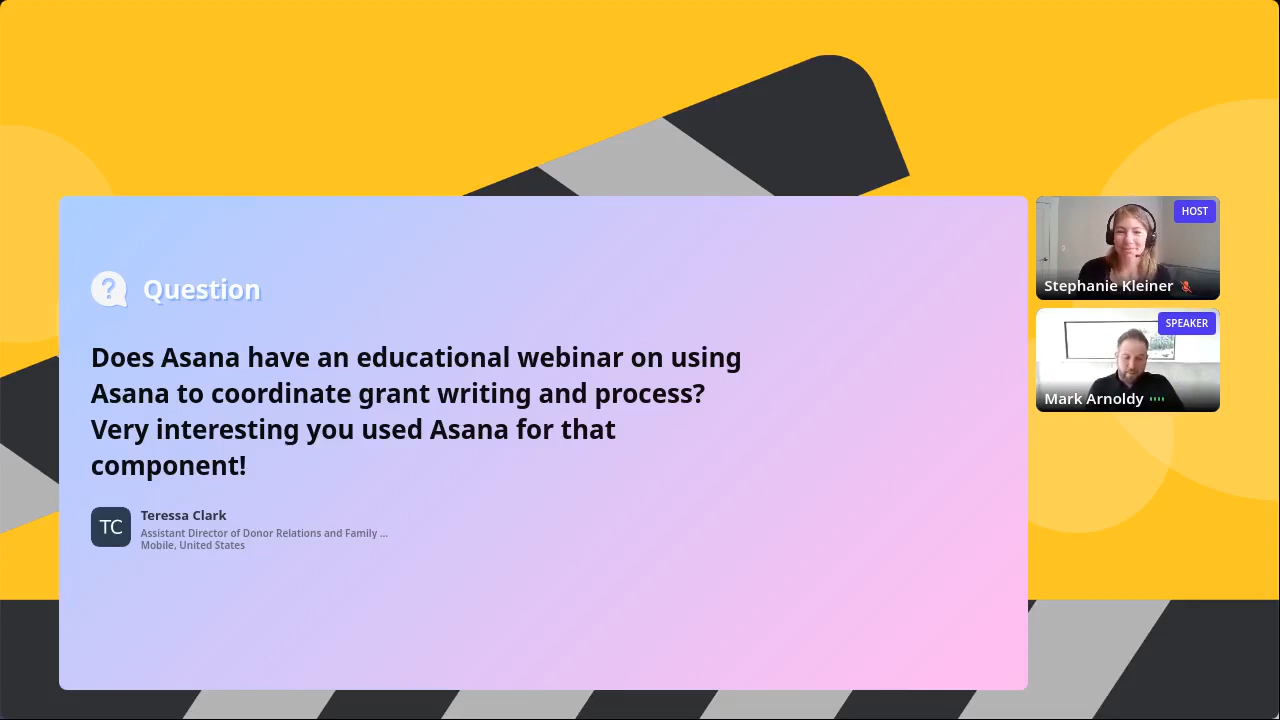 Question
Does Asana have an educational webinar on using
Asana to coordinate grant writing and process?
Very interesting you used Asana for that
component!
TC
Teressa Clark
Assistant Director of Donor Relations and Family ...
Mobile, United States
HOST
Stephanie Kleiner
SPEAKER
Mark Arnoldy